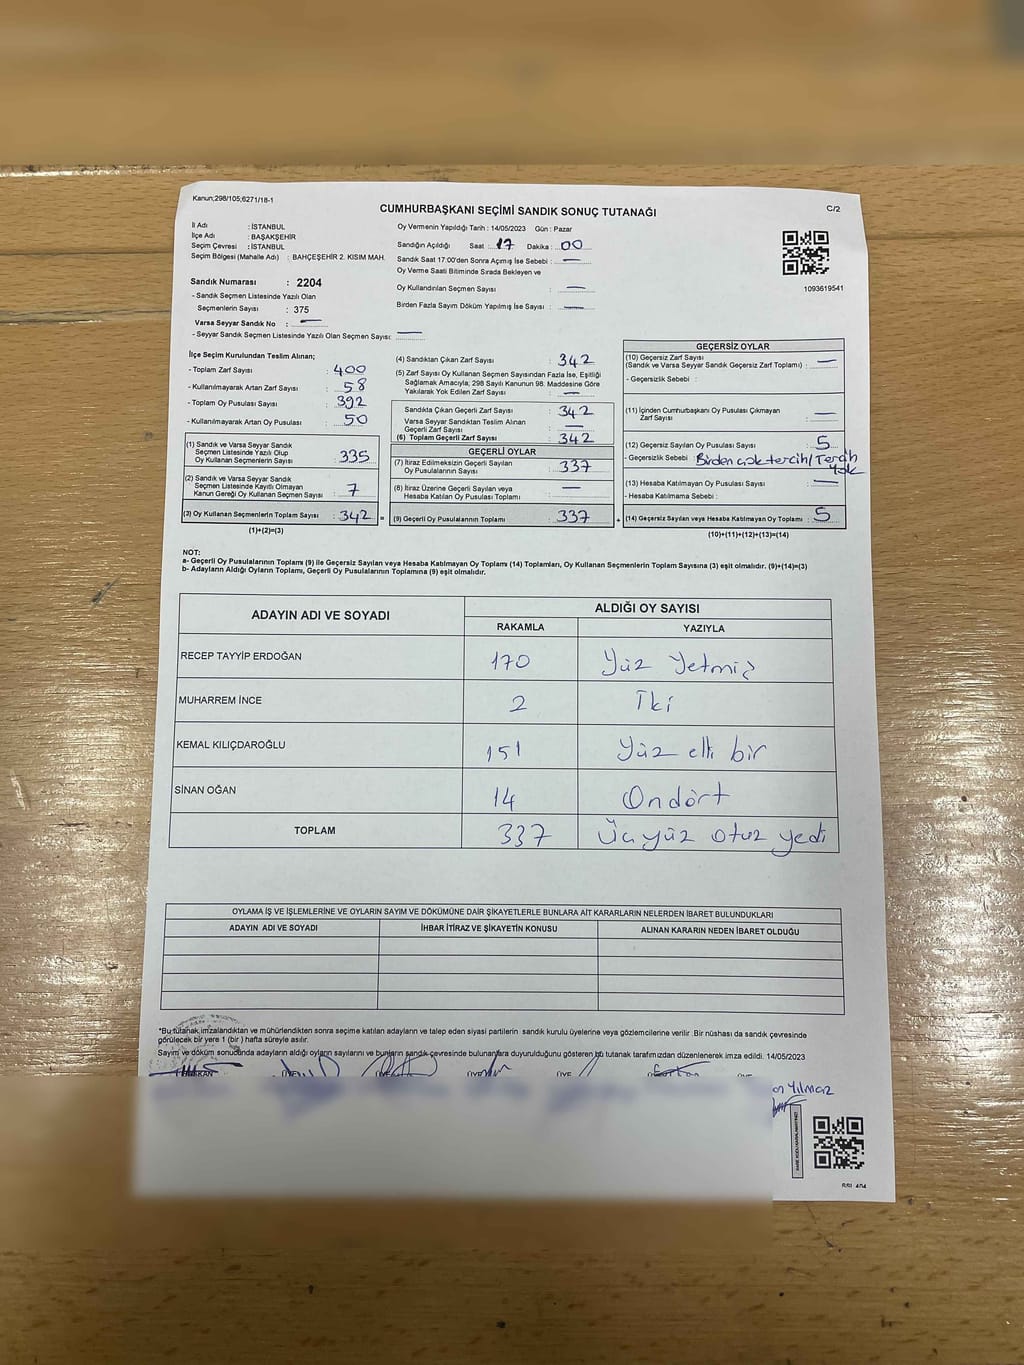 Kanun;298/105;6271/18-1
CUMHURBAŞKANI SEÇİMİ SANDIK SONUÇ TUTANAĞI
C/2
İl Adı : İSTANBUL
İlçe Adı : BAŞAKŞEHİR
Seçim Çevresi : İSTANBUL
Seçim Bölgesi (Mahalle Adı) : BAHÇEŞEHİR 2. KISIM MAH.
Sandık Numarası : 2204
- Sandık Seçmen Listesinde Yazılı Olan
Seçmenlerin Sayısı : 375
Varsa Seyyar Sandık No : —
- Seyyar Sandık Seçmen Listesinde Yazılı Olan Seçmen Sayısı: —
Oy Vermenin Yapıldığı Tarih : 14/05/2023 Gün : Pazar
Sandığın Açıldığı Saat : 17 Dakika : 00
Sandık Saat 17:00'den Sonra Açımış İse Sebebi : —
Oy Verme Saati Bitiminde Sırada Bekleyen ve
Oy Kullandırılan Seçmen Sayısı : —
Birden Fazla Sayım Döküm Yapılmış İse Sayısı : —
1093619541
İlçe Seçim Kurulundan Teslim Alınan;
- Toplam Zarf Sayısı : 400
- Kullanılmayarak Artan Zarf Sayısı : 58
- Toplam Oy Pusulası Sayısı : 392
- Kullanılmayarak Artan Oy Pusulası : 50
(1) Sandık ve Varsa Seyyar Sandık
Seçmen Listesinde Yazılı Olup
Oy Kullanan Seçmenlerin Sayısı : 335
(2) Sandık ve Varsa Seyyar Sandık
Seçmen Listesinde Kayıtlı Olmayan
Kanun Gereği Oy Kullanan Seçmen Sayısı : 7
(3) Oy Kullanan Seçmenlerin Toplam Sayısı : 342 =
(1)+(2)=(3)
(4) Sandıktan Çıkan Zarf Sayısı : 342
(5) Zarf Sayısı Oy Kullanan Seçmen Sayısından Fazla İse, Eşitliği
Sağlamak Amacıyla, 298 Sayılı Kanunun 98. Maddesine Göre
Yakılarak Yok Edilen Zarf Sayısı : —
Sandıkta Çıkan Geçerli Zarf Sayısı : 342
Varsa Seyyar Sandıktan Teslim Alınan
Geçerli Zarf Sayısı : —
(6) Toplam Geçerli Zarf Sayısı : 342
GEÇERLİ OYLAR
(7) İtiraz Edilmeksizin Geçerli Sayılan
Oy Pusulalarının Sayısı : 337
(8) İtiraz Üzerine Geçerli Sayılan veya
Hesaba Katılan Oy Pusulası Toplamı : —
(9) Geçerli Oy Pusulalarının Toplamı : 337 +
GEÇERSİZ OYLAR
(10) Geçersiz Zarf Sayısı
(Sandık ve Varsa Seyyar Sandık Geçersiz Zarf Toplamı) : —
- Geçersizlik Sebebi :
(11) İçinden Cumhurbaşkanı Oy Pusulası Çıkmayan
Zarf Sayısı : —
(12) Geçersiz Sayılan Oy Pusulası Sayısı : 5
- Geçersizlik Sebebi : Birden çok tercih/Tercih
yok
(13) Hesaba Katılmayan Oy Pusulası Sayısı : —
- Hesaba Katılmama Sebebi :
(14) Geçersiz Sayılan veya Hesaba Katılmayan Oy Toplamı : 5
(10)+(11)+(12)+(13)=(14)
NOT:
a- Geçerli Oy Pusulalarının Toplamı (9) ile Geçersiz Sayılan veya Hesaba Katılmayan Oy Toplamı (14) Toplamları, Oy Kullanan Seçmenlerin Toplam Sayısına (3) eşit olmalıdır. (9)+(14)=(3)
b- Adayların Aldığı Oyların Toplamı, Geçerli Oy Pusulalarının Toplamına (9) eşit olmalıdır.
ADAYIN ADI VE SOYADI
ALDIĞI OY SAYISI
RAKAMLA YAZIYLA
RECEP TAYYİP ERDOĞAN 170 Yüz Yetmiş
MUHARREM İNCE 2 İki
KEMAL KILIÇDAROĞLU 151 Yüz elli bir
SİNAN OĞAN 14 Ondört
TOPLAM 337 Üçyüz otuz yedi
OYLAMA İŞ VE İŞLEMLERİNE VE OYLARIN SAYIM VE DÖKÜMÜNE DAİR ŞİKAYETLERLE BUNLARA AİT KARARLARIN NELERDEN İBARET BULUNDUKLARI
ADAYIN ADI VE SOYADI İHBAR İTİRAZ VE ŞİKAYETİN KONUSU ALINAN KARARIN NEDEN İBARET OLDUĞU
*Bu tutanak imzalandıktan ve mühürlendikten sonra seçime katılan adayların ve talep eden siyasi partilerin sandık kurulu üyelerine veya gözlemcilerine verilir .Bir nüshası da sandık çevresinde
görülecek bir yere 1 (bir ) hafta süreyle asılır.
Sayım ve döküm sonucunda adayların aldığı oyların sayılarını ve bunların sandık çevresinde bulunanlara duyurulduğunu gösteren bu tutanak tarafımızdan düzenlenerek imza edildi. 14/05/2023
BAŞKAN ÜYE ÜYE ÜYE ÜYE
Yılmaz